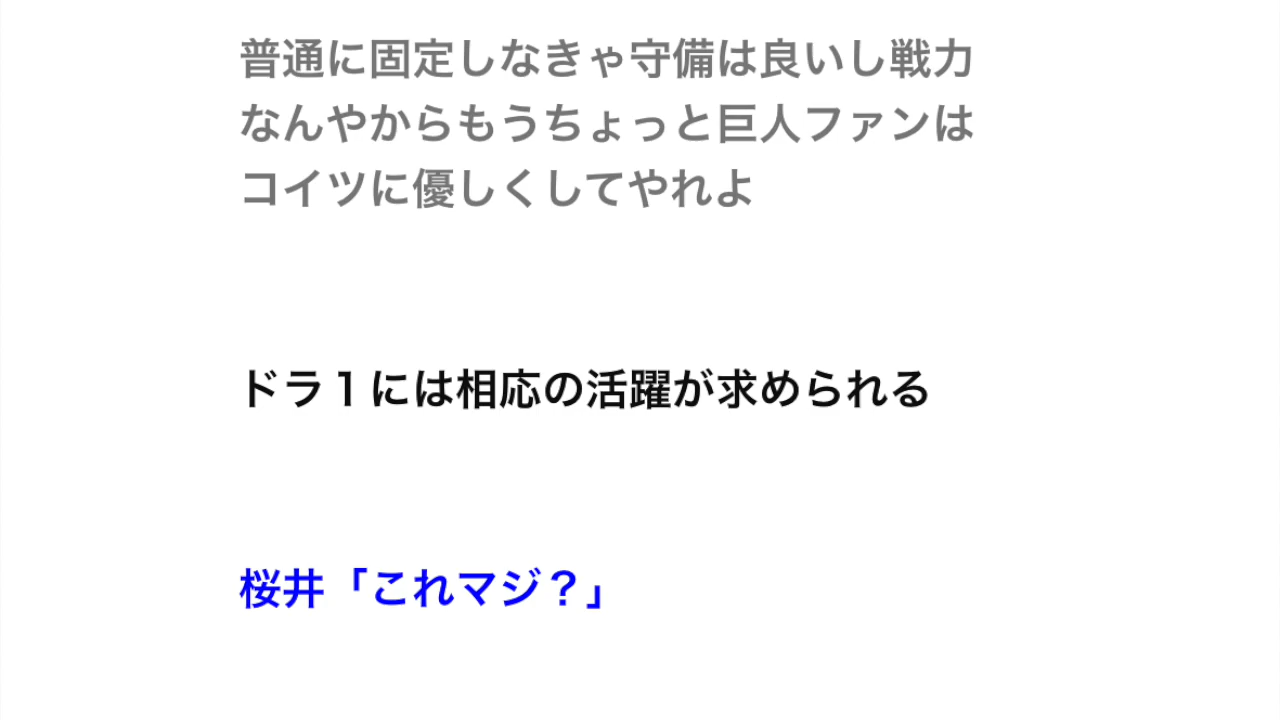 普通に固定しなきゃ守備は良いし戦力
なんやからもうちょっと巨人ファンは
コイツに優しくしてやれよ
ドラ１には相応の活躍が求められる
桜井「これマジ？」